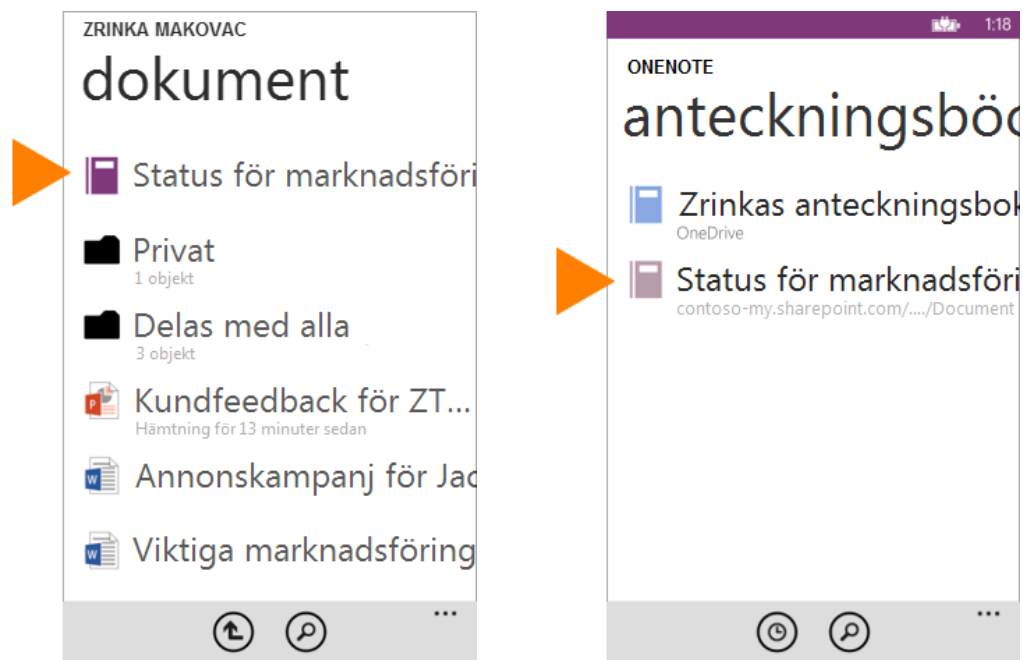 ZRINKA MAKOVAC
dokument
Status för marknadsföri
Privat
1 objekt
Delas med alla
3 objekt
Kundfeedback för ZT...
Hämtning för 13 minuter sedan
Annonskampanj för Jac
Viktiga marknadsföring
...
1:18
ONENOTE
anteckningsböc
Zrinkas anteckningsbok
OneDrive
Status för marknadsföri
contoso-my.sharepoint.com/..../Document
...